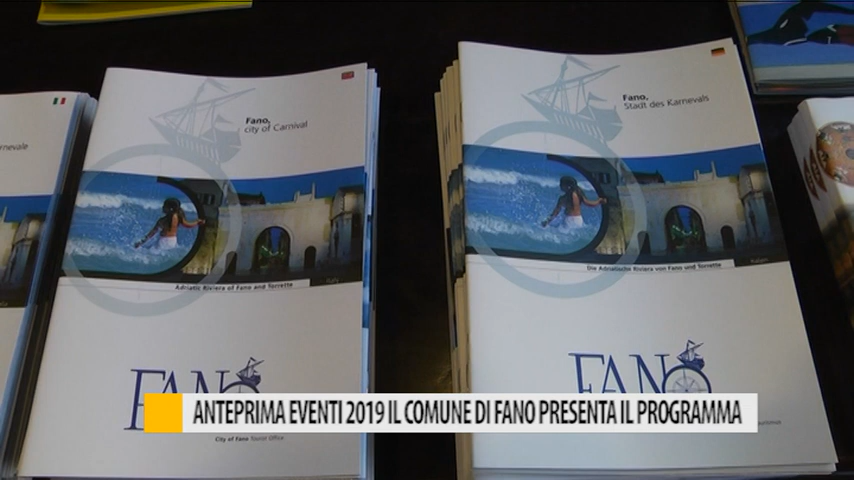 rnevale
Fano,
city of Carnival
Italy
Adriatic Riviera of Fano and Torrette
FANO
City of Fano Tourist Office
Fano,
Stadt des Karnevals
Italien
Die Adriatische Riviera von Fano und Torrette
FANO
ourismus
ANTEPRIMA EVENTI 2019 IL COMUNE DI FANO PRESENTA IL PROGRAMMA